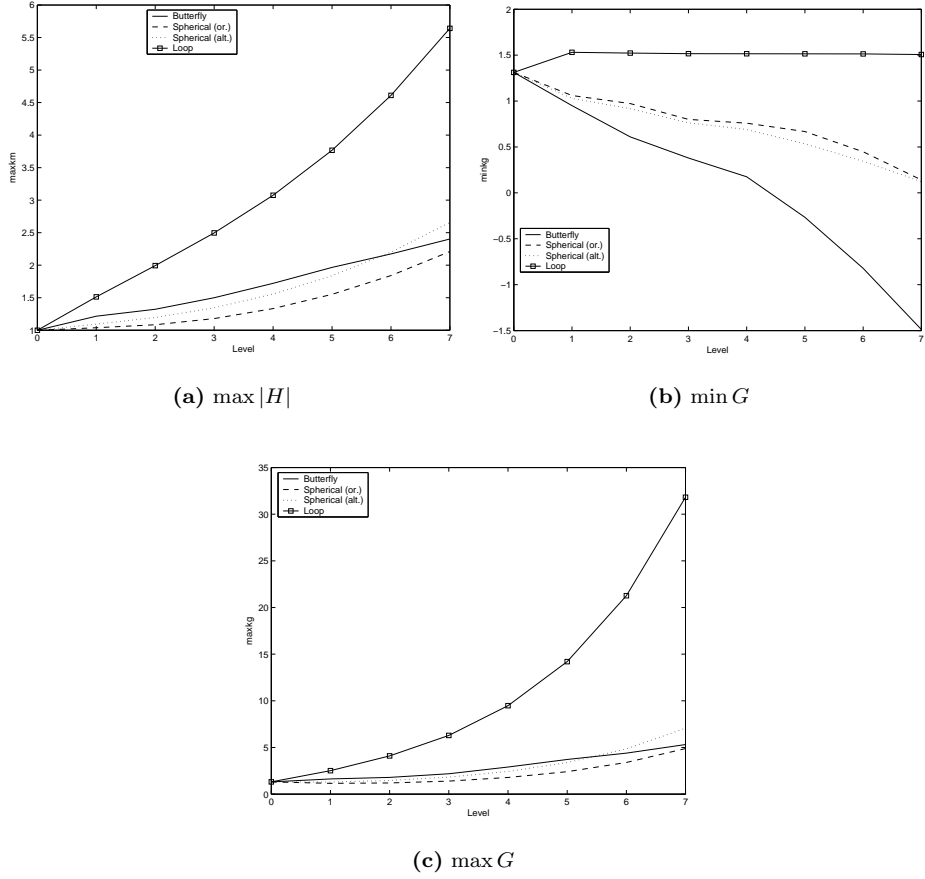 6
5.5
5
4.5
4
3.5
3
2.5
2
1.5
1
maxkm
Butterfly
Spherical (or.)
Spherical (alt.)
Loop
0 1 2 3 4 5 6 7
Level
(a) max |H|
2
1.5
1
0.5
0
−0.5
−1
−1.5
minkg
Butterfly
Spherical (or.)
Spherical (alt.)
Loop
0 1 2 3 4 5 6 7
Level
(b) min G
35
30
25
20
15
10
5
0
maxkg
Butterfly
Spherical (or.)
Spherical (alt.)
Loop
0 1 2 3 4 5 6 7
Level
(c) max G